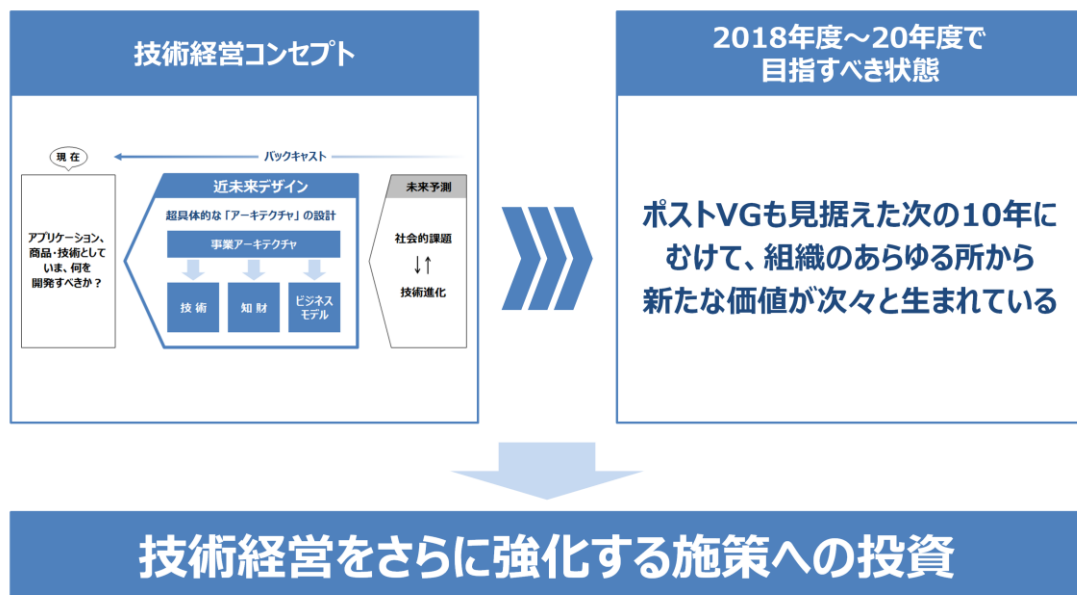 技術経営コンセプト
現 在
バックキャスト
アプリケーション、
商品・技術として
いま、何を
開発すべきか？
近未来デザイン
超具体的な「アーキテクチャ」の設計
事業アーキテクチャ
技 術
知 財
ビジネス
モデル
未来予測
社会的課題
↓↑
技術進化
2018年度～20年度で
目指すべき状態
ポストVGも見据えた次の10年に
むけて、組織のあらゆる所から
新たな価値が次々と生まれている
技術経営をさらに強化する施策への投資